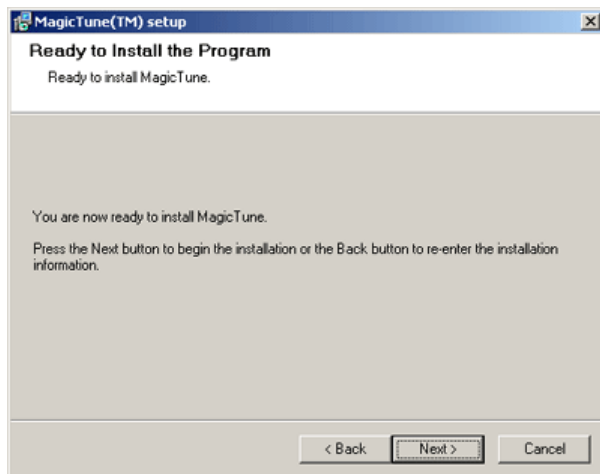 MagicTune(TM) setup
Ready to Install the Program
Ready to install MagicTune.
You are now ready to install MagicTune.
Press the Next button to begin the installation or the Back button to re-enter the installation
information.
< Back
Next >
Cancel